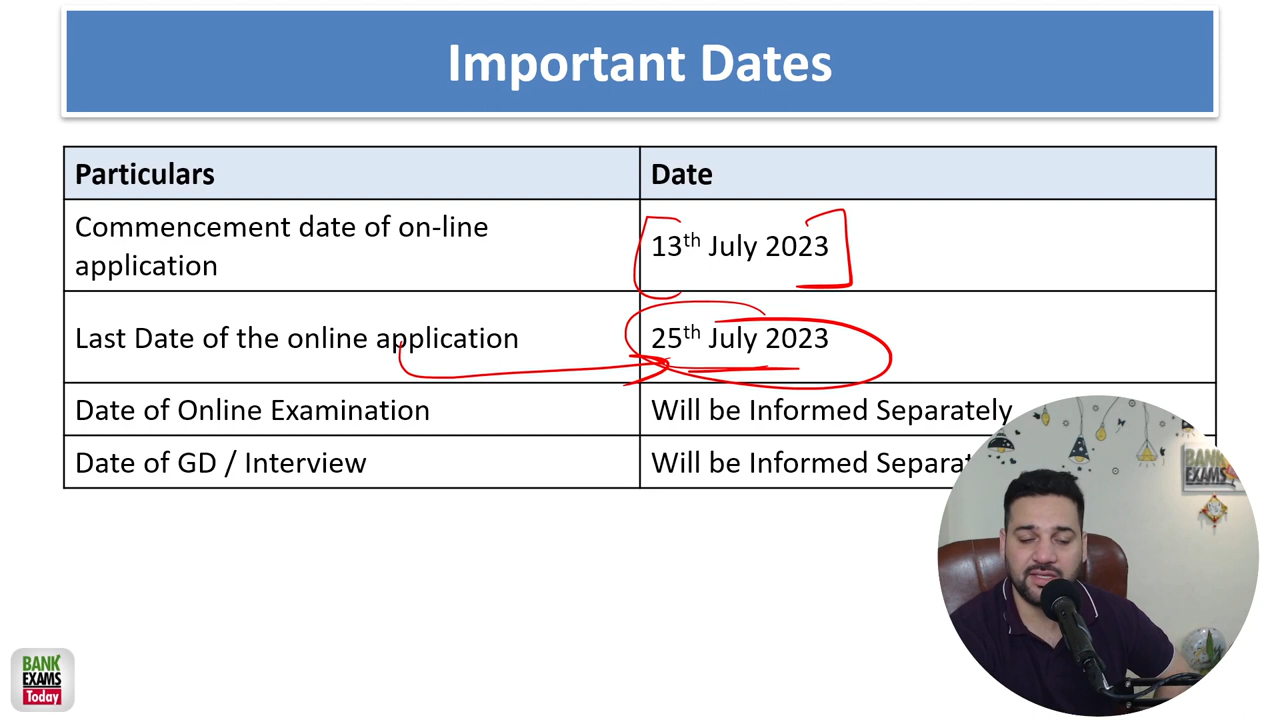 Important Dates
Particulars Date
Commencement date of on-line
application
13th July 2023
Last Date of the online application 25th July 2023
Date of Online Examination Will be Informed Separately
Date of GD / Interview Will be Informed
BANK
EXAMS
BANK
EXAMS
Today